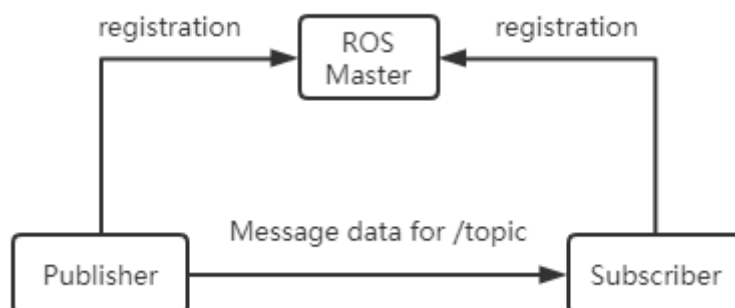 registration
ROS
Master
registration
Message data for /topic
Publisher
Subscriber